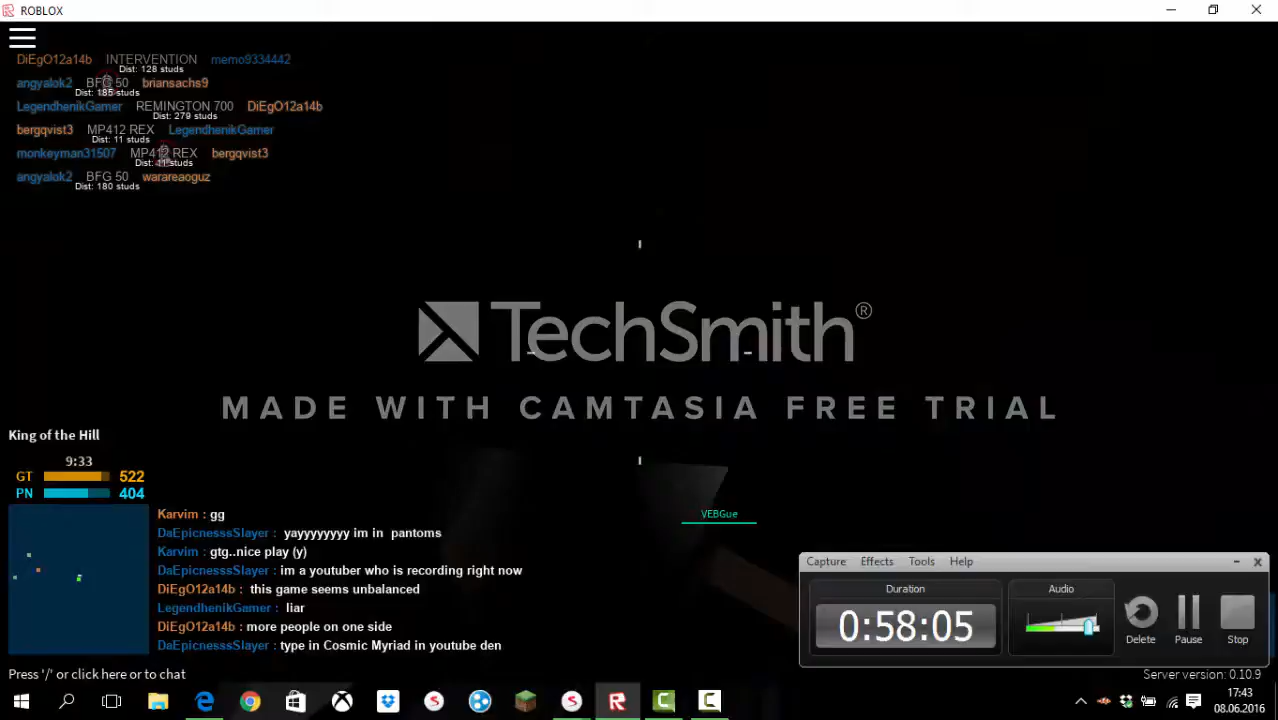 ROBLOX
DiEgO12a14b INTERVENTION memo9334442
Dist: 128 studs
angyalok2 BFG 50 briansachs9
Dist: 185 studs
LegendhenikGamer REMINGTON 700 DiEgO12a14b
Dist: 279 studs
bergqvist3 MP412 REX LegendhenikGamer
Dist: 11 studs
monkeyman31507 MP412 REX bergqvist3
Dist: 11 studs
angyalok2 BFG 50 warareaoguz
Dist: 180 studs
TechSmith®
MADE WITH CAMTASIA FREE TRIAL
King of the Hill
9:33
GT 522
PN 404
VEBGue
Karvim : gg
DaEpicnesssSlayer : yayyyyyyyy im in pantoms
Karvim : gtg..nice play (y)
DaEpicnesssSlayer : im a youtuber who is recording right now
DiEgO12a14b : this game seems unbalanced
LegendhenikGamer : liar
DiEgO12a14b : more people on one side
DaEpicnesssSlayer : type in Cosmic Myriad in youtube den
Press '/' or click here or to chat
Capture Effects Tools Help
Duration
0:58:05
Audio
Delete Pause Stop
Server version: 0.10.9
17:43
08.06.2016